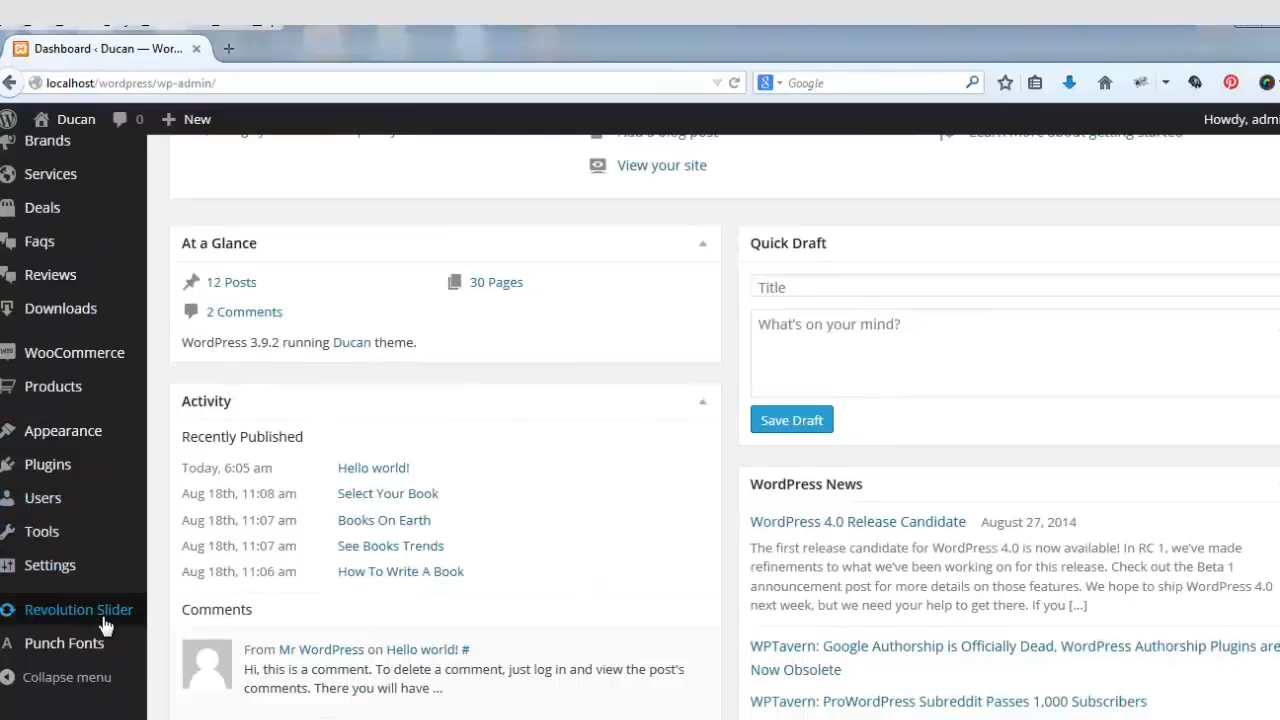 Dashboard ‹ Ducan — Wor...
localhost/wordpress/wp-admin/
Google
Ducan
0
New
Howdy, admi
Brands
Services
Deals
Faqs
Reviews
Downloads
WooCommerce
Products
Appearance
Plugins
Users
Tools
Settings
Revolution Slider
Punch Fonts
Collapse menu
Add a blog post
Learn more about getting started
View your site
At a Glance
12 Posts
30 Pages
2 Comments
WordPress 3.9.2 running Ducan theme.
Activity
Recently Published
Today, 6:05 am Hello world!
Aug 18th, 11:08 am Select Your Book
Aug 18th, 11:07 am Books On Earth
Aug 18th, 11:07 am See Books Trends
Aug 18th, 11:06 am How To Write A Book
Comments
From Mr WordPress on Hello world! #
Hi, this is a comment. To delete a comment, just log in and view the post's
comments. There you will have ...
Quick Draft
Title
What's on your mind?
Save Draft
WordPress News
WordPress 4.0 Release Candidate August 27, 2014
The first release candidate for WordPress 4.0 is now available! In RC 1, we've made
refinements to what we've been working on for this release. Check out the Beta 1
announcement post for more details on those features. We hope to ship WordPress 4.0
next week, but we need your help to get there. If you [...]
WPTavern: Google Authorship is Officially Dead, WordPress Authorship Plugins are
Now Obsolete
WPTavern: ProWordPress Subreddit Passes 1,000 Subscribers